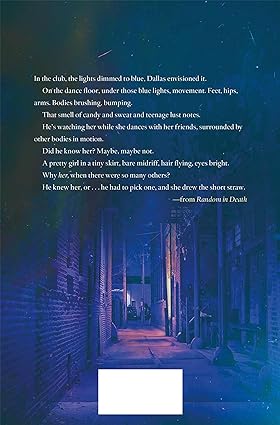 In the club, the lights dimmed to blue, Dallas envisioned it.
On the dance floor, under those blue lights, movement. Feet, hips,
arms. Bodies brushing, bumping.
That smell of candy and sweat and teenage lust notes.
He's watching her while she dances with her friends, surrounded by
other bodies in motion.
Did he know her? Maybe, maybe not.
A pretty girl in a tiny skirt, bare midriff, hair flying, eyes bright.
Why her, when there were so many others?
He knew her, or . . . he had to pick one, and she drew the short straw.
—from Random in Death